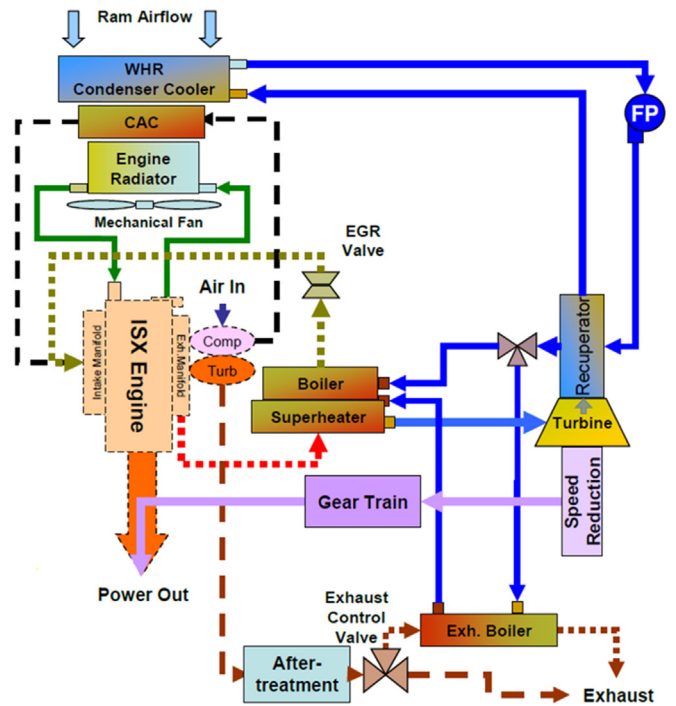 Ram Airflow
WHR
Condenser Cooler
CAC
FP
Engine
Radiator
Mechanical Fan
EGR
Valve
Air In
Intake Manifold
ISX Engine
Exh.Manifold
Comp
Turb
Boiler
Superheater
Recuperator
Turbine
Gear Train
Speed
Reduction
Power Out
Exhaust
Control
Valve
Exh. Boiler
After-
treatment
Exhaust